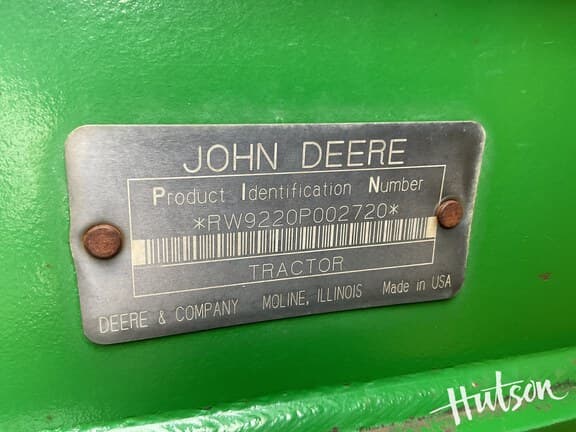 JOHN DEERE
Product Identification Number
*RW9220P002720*
TRACTOR
DEERE & COMPANY MOLINE, ILLINOIS Made in USA
Hutson